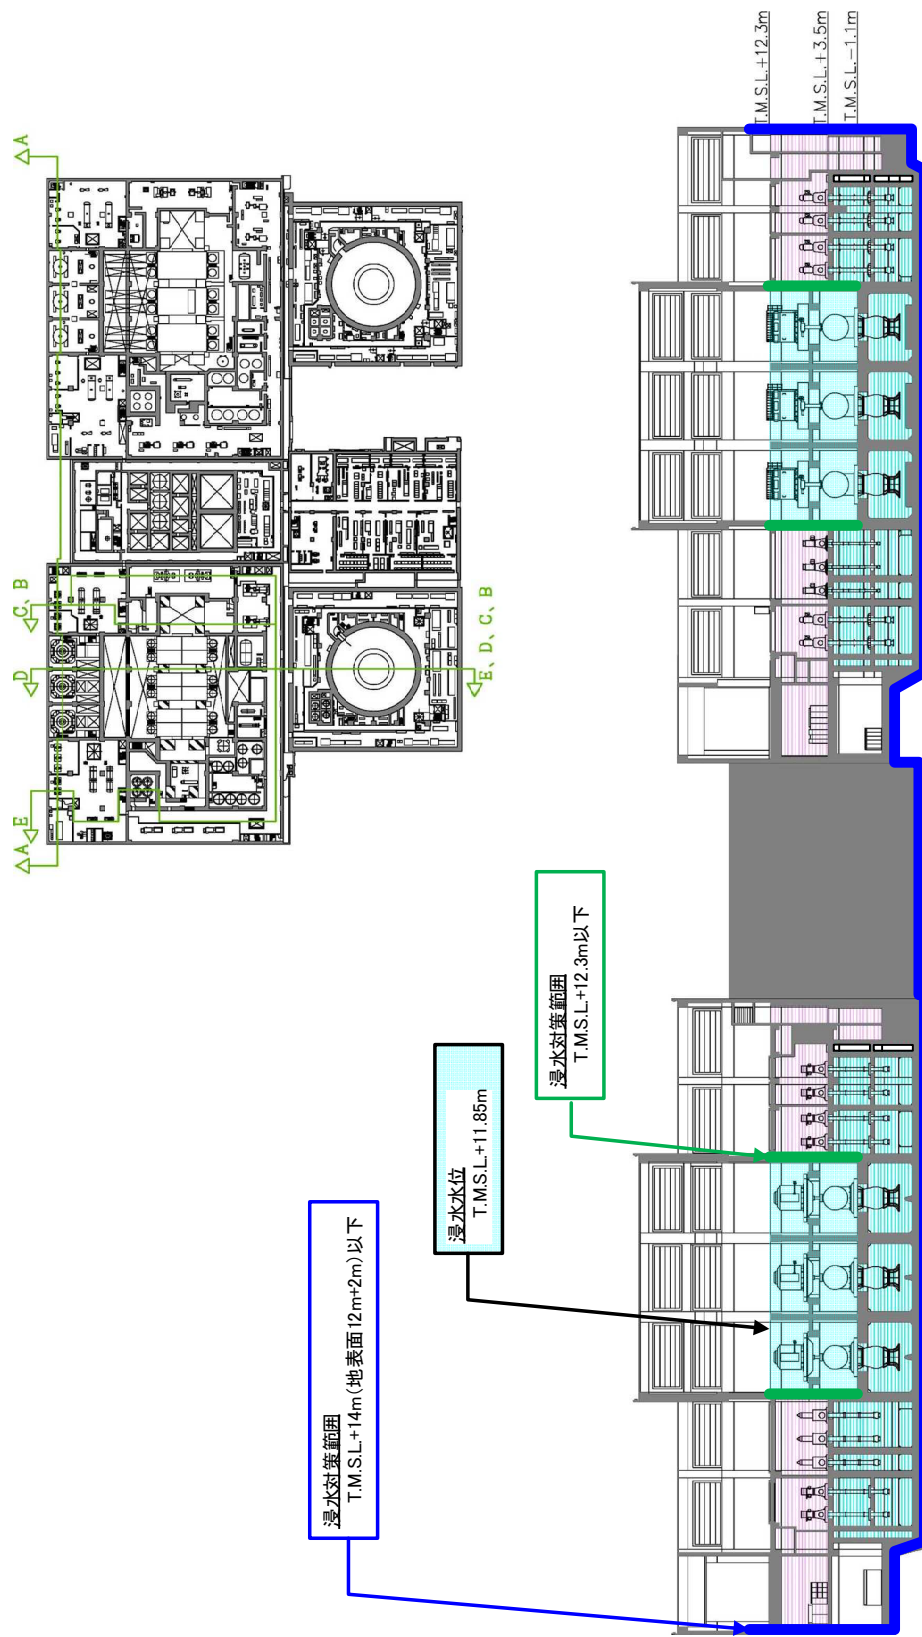 A
C、B
D
E
A
E、D、C、B
T.M.S.L.+12.3m
T.M.S.L.+3.5m
T.M.S.L.-1.1m
浸水対策範囲
T.M.S.L.+14m(地表面12m+2m)以下
浸水水位
T.M.S.L.+11.85m
浸水対策範囲
T.M.S.L.+12.3m以下